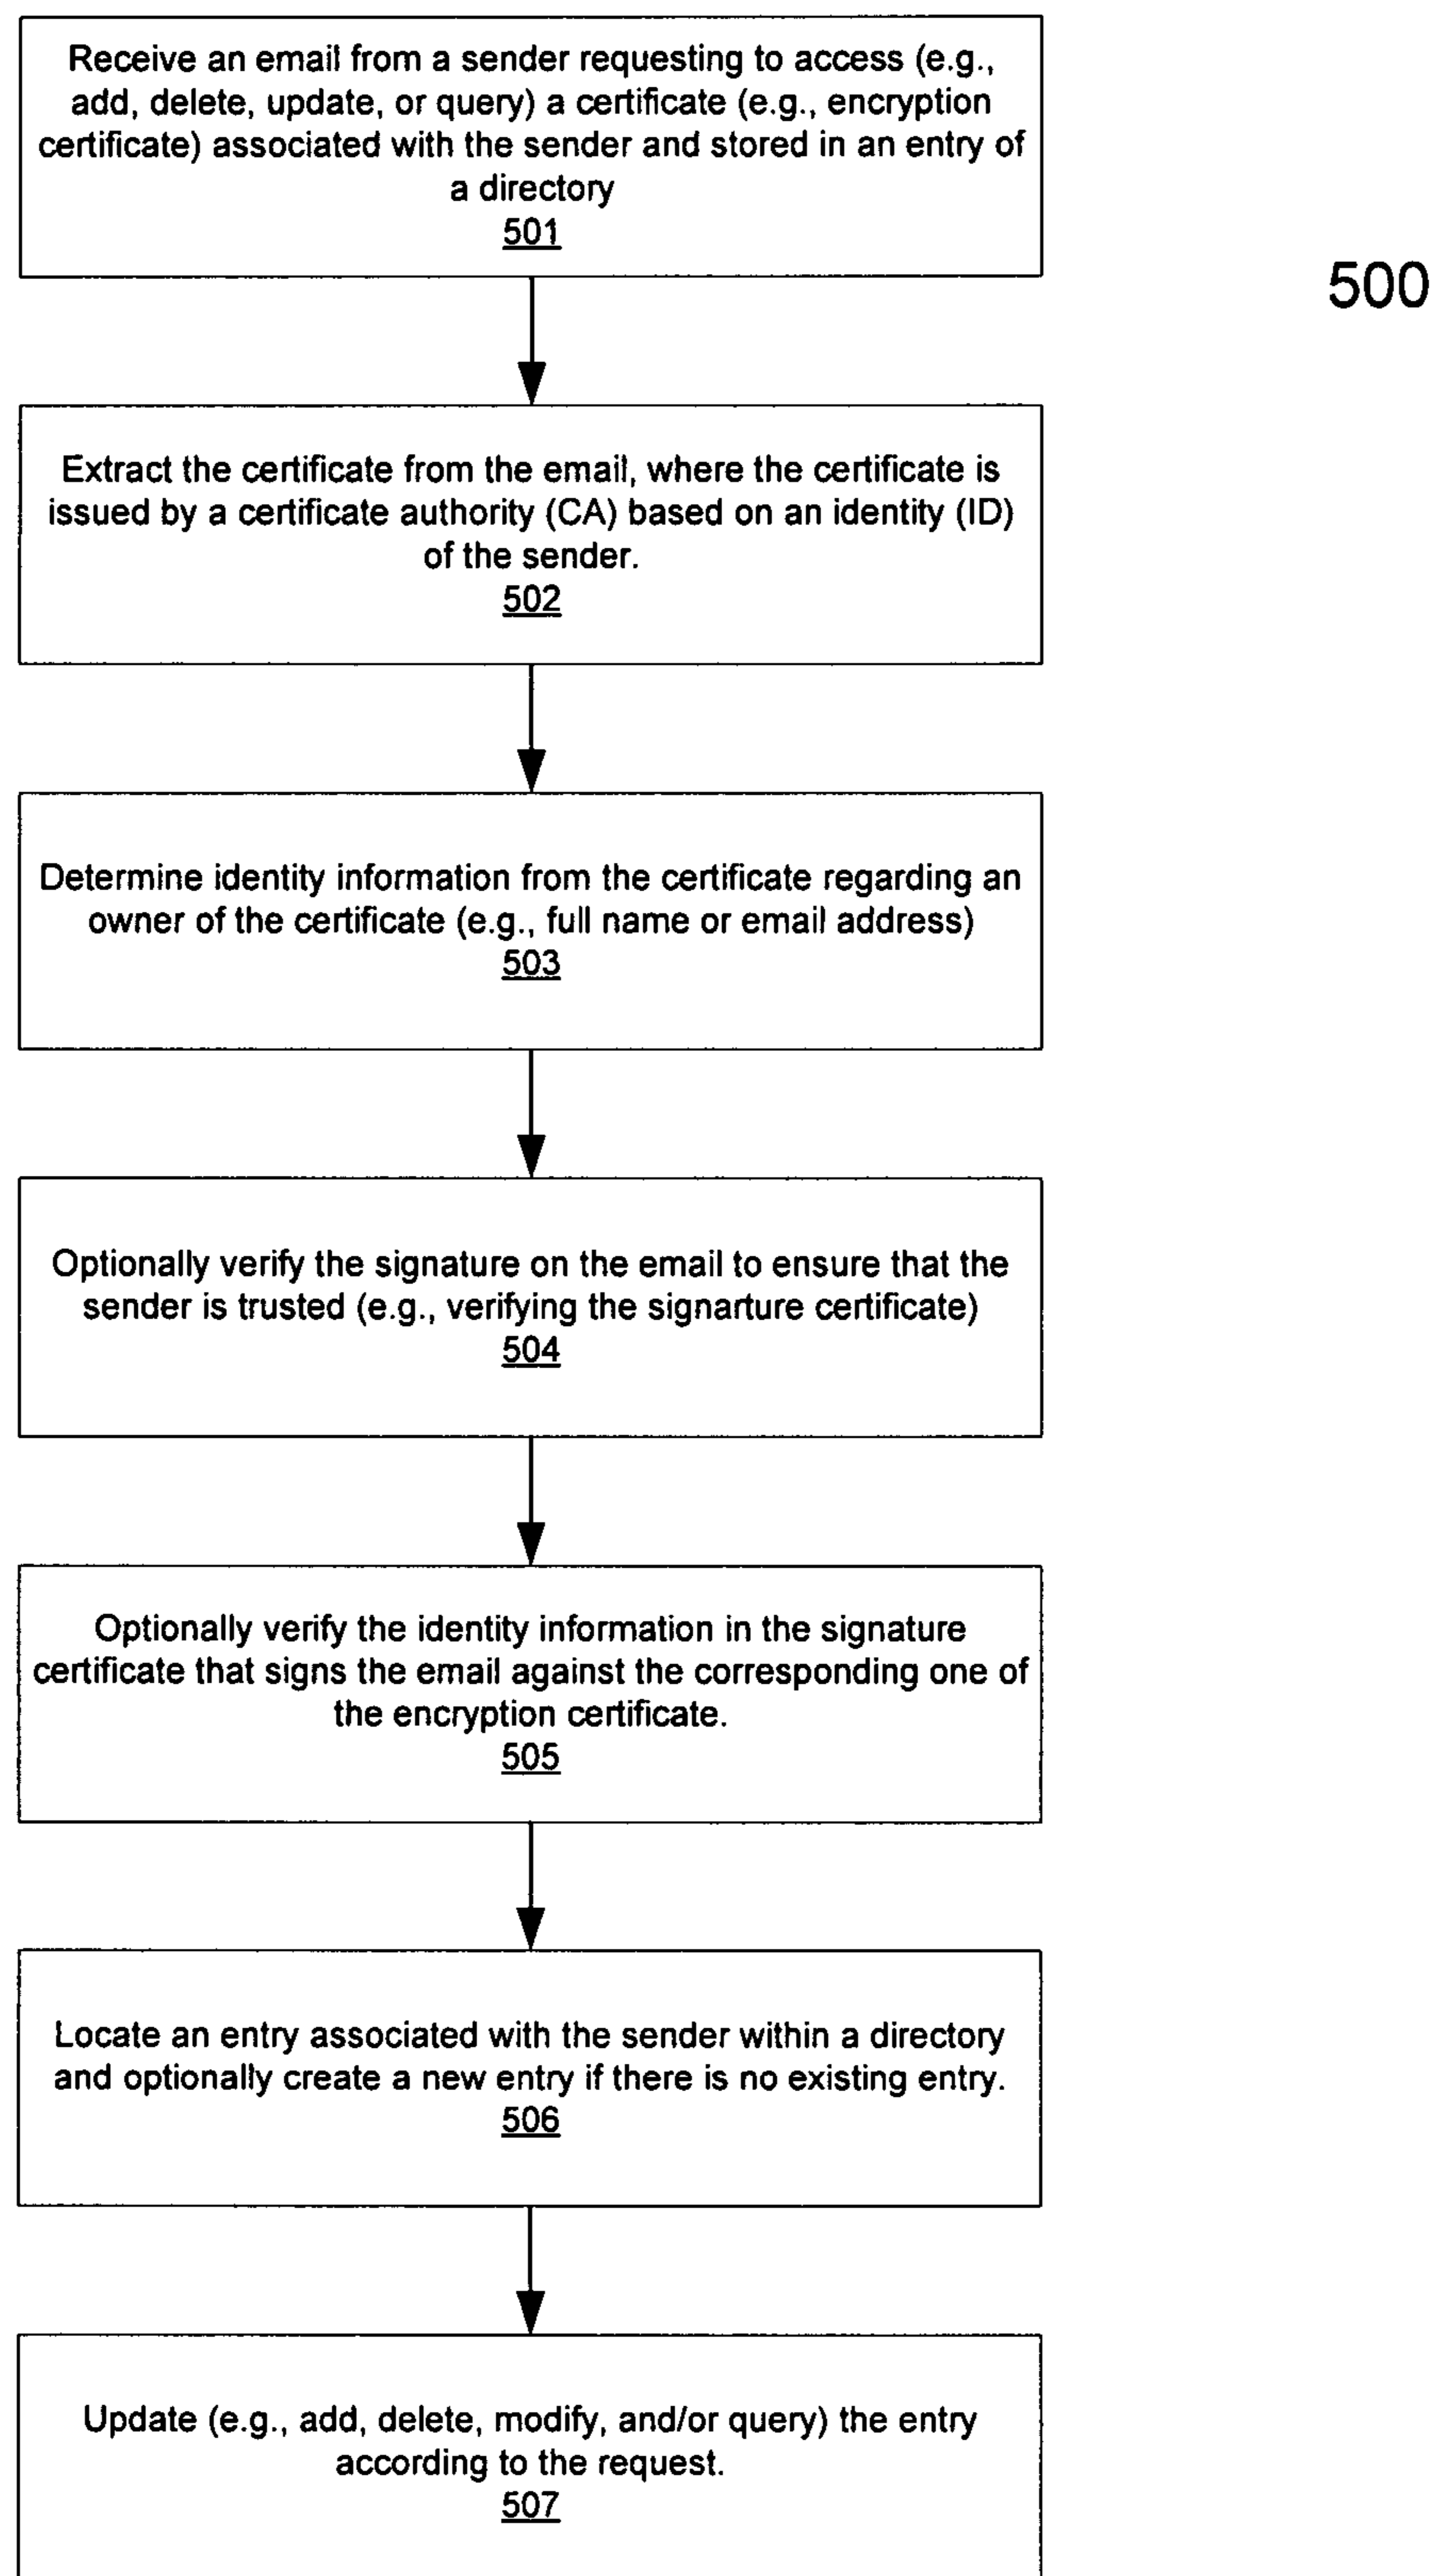 Receive an email from a sender requesting to access (e.g.,
add, delete, update, or query) a certificate (e.g., encryption
certificate) associated with the sender and stored in an entry of
a directory
501
500
Extract the certificate from the email, where the certificate is
issued by a certificate authority (CA) based on an identity (ID)
of the sender.
502
Determine identity information from the certificate regarding an
owner of the certificate (e.g., full name or email address)
503
Optionally verify the signature on the email to ensure that the
sender is trusted (e.g., verifying the signarture certificate)
504
Optionally verify the identity information in the signature
certificate that signs the email against the corresponding one of
the encryption certificate.
505
Locate an entry associated with the sender within a directory
and optionally create a new entry if there is no existing entry.
506
Update (e.g., add, delete, modify, and/or query) the entry
according to the request.
507